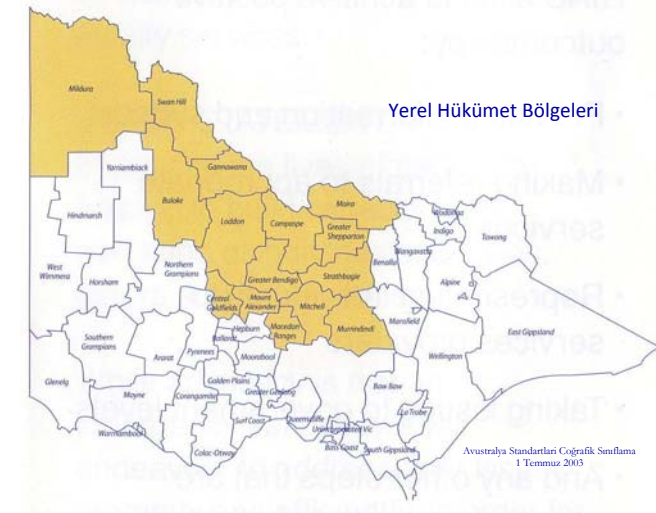 Mildura
Swan Hill
Yerel Hükümet Bölgeleri
Yarriambiack
Gannawarra
Buloke
Moira
Hindmarsh
Loddon
Campaspe
Greater
Shepparton
Wodonga
Indigo
Towong
Wangaratta
Benalla
West
Wimmera
Horsham
Northern
Grampians
Greater Bendigo
Strathbogie
Alpine
Central
Goldfields
Mount
Alexander
Mitchell
Macedon
Ranges
Murrindindi
Mansfield
East Gippsland
Southern
Grampians
Ararat
Pyrenees
Ballarat
Hepburn
Moorabool
Wellington
Glenelg
Moyne
Corangamite
Golden Plains
Greater Geelong
Baw Baw
Surf Coast
Queenscliffe
La Trobe
Warrnambool
Colac-Otway
Bass Coast
South Gippsland
Avustralya Standartlari Coğrafik Sınıflama
1 Temmuz 2003